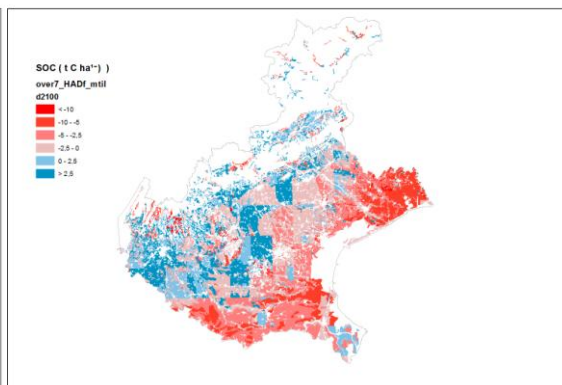 SOC ( t C ha⁻¹) )
over7_HADf_mtil
d2100
< -10
-10 - -5
-5 - -2,5
-2,5 - 0
0 - 2,5
> 2,5